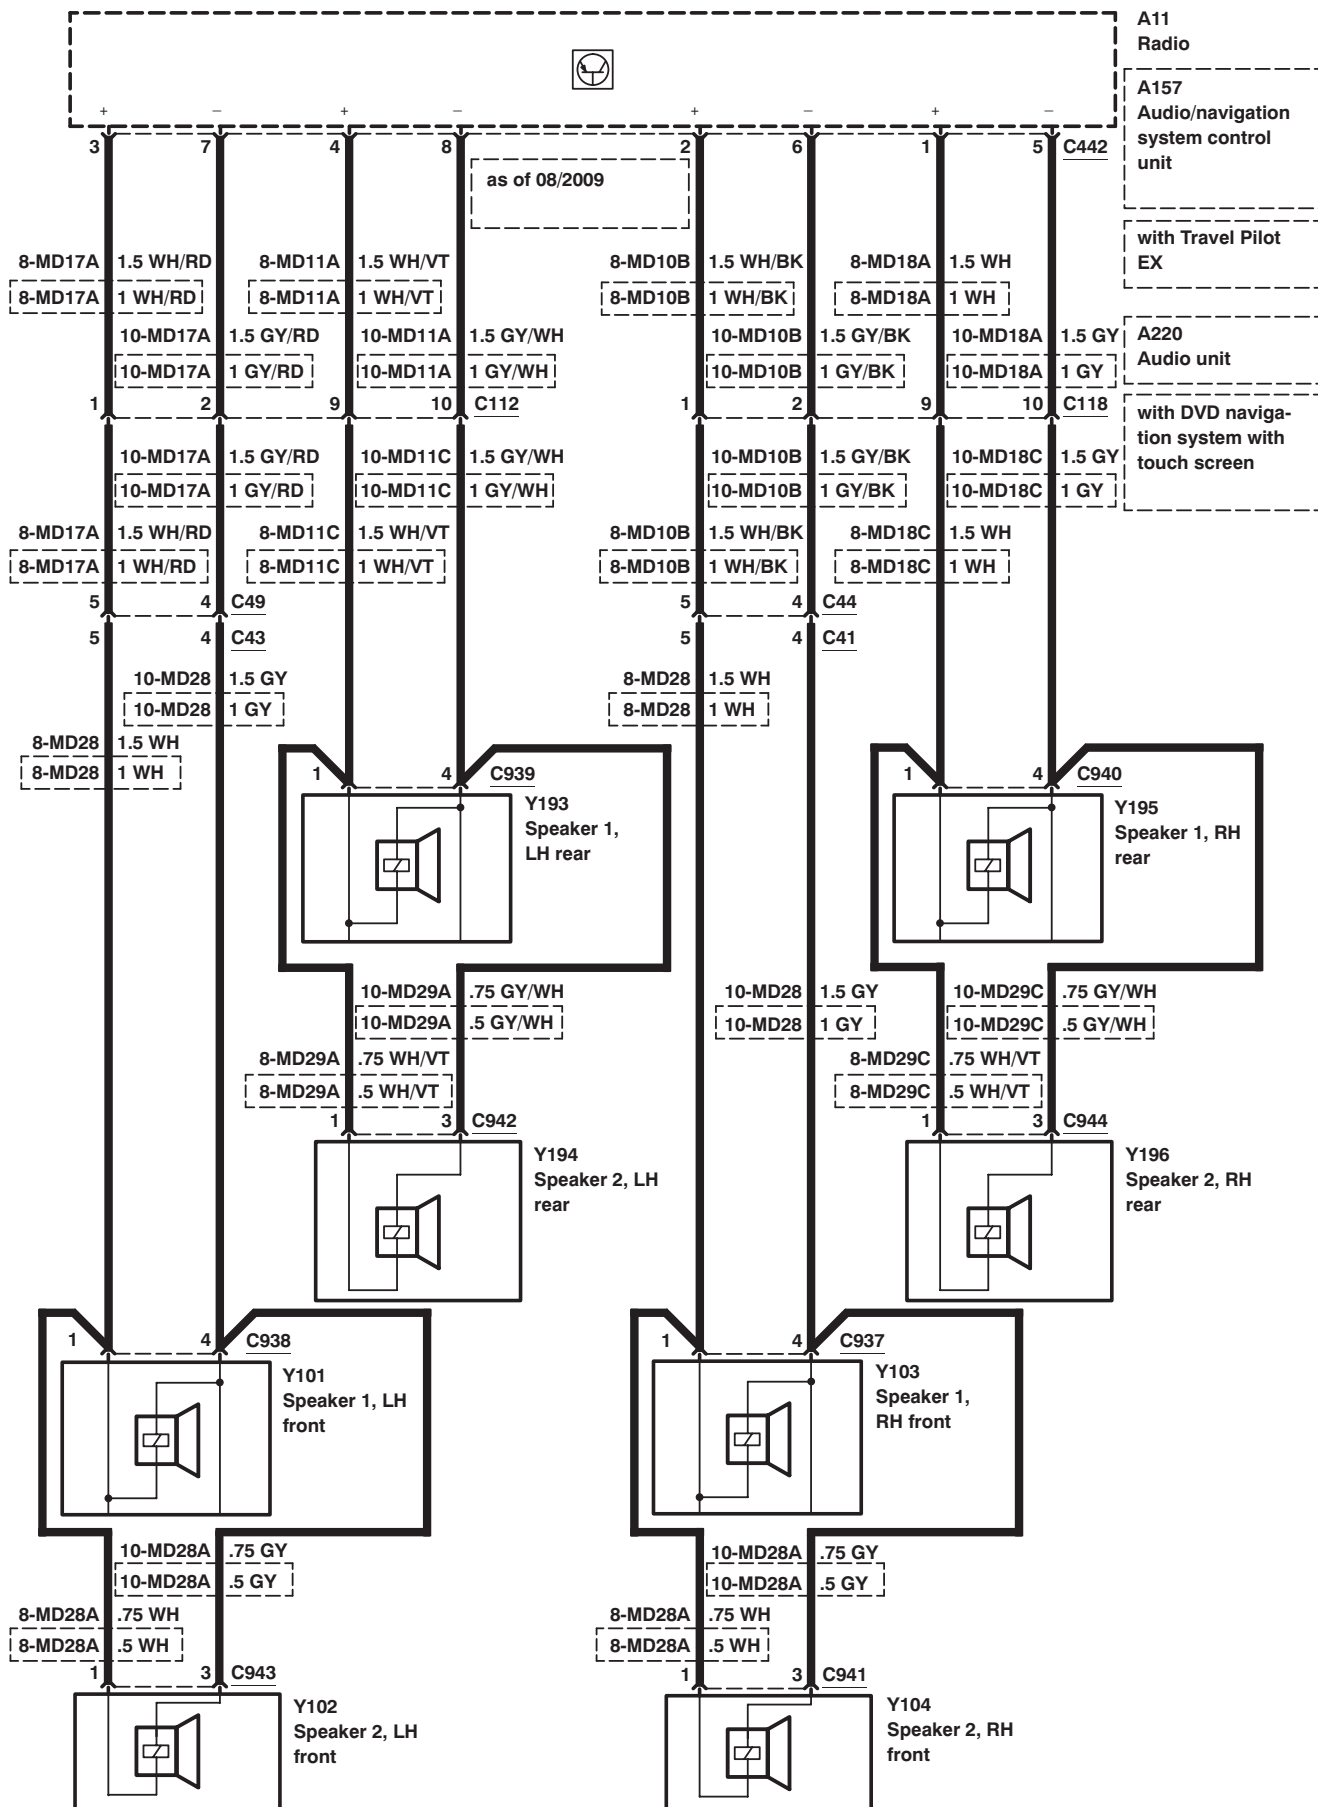 A11
Radio
A157
Audio/navigation
system control
unit
with Travel Pilot
EX
A220
Audio unit
with DVD naviga-
tion system with
touch screen
+ − + − + − + −
3 7 4 8 2 6 1 5 C442
as of 08/2009
8-MD17A 1.5 WH/RD 8-MD11A 1.5 WH/VT 8-MD10B 1.5 WH/BK 8-MD18A 1.5 WH
8-MD17A 1 WH/RD 8-MD11A 1 WH/VT 8-MD10B 1 WH/BK 8-MD18A 1 WH
10-MD17A 1.5 GY/RD 10-MD11A 1.5 GY/WH 10-MD10B 1.5 GY/BK 10-MD18A 1.5 GY
10-MD17A 1 GY/RD 10-MD11A 1 GY/WH 10-MD10B 1 GY/BK 10-MD18A 1 GY
1 2 9 10 C112 1 2 9 10 C118
10-MD17A 1.5 GY/RD 10-MD11C 1.5 GY/WH 10-MD10B 1.5 GY/BK 10-MD18C 1.5 GY
10-MD17A 1 GY/RD 10-MD11C 1 GY/WH 10-MD10B 1 GY/BK 10-MD18C 1 GY
8-MD17A 1.5 WH/RD 8-MD11C 1.5 WH/VT 8-MD10B 1.5 WH/BK 8-MD18C 1.5 WH
8-MD17A 1 WH/RD 8-MD11C 1 WH/VT 8-MD10B 1 WH/BK 8-MD18C 1 WH
5 4 C49 5 4 C44
5 4 C43 5 4 C41
10-MD28 1.5 GY 8-MD28 1.5 WH
10-MD28 1 GY 8-MD28 1 WH
8-MD28 1.5 WH
8-MD28 1 WH
1 4 C939 1 4 C940
Y193
Speaker 1,
LH rear
Y195
Speaker 1, RH
rear
10-MD29A .75 GY/WH 10-MD28 1.5 GY 10-MD29C .75 GY/WH
10-MD29A .5 GY/WH 10-MD28 1 GY 10-MD29C .5 GY/WH
8-MD29A .75 WH/VT 8-MD29C .75 WH/VT
8-MD29A .5 WH/VT 8-MD29C .5 WH/VT
1 3 C942 1 3 C944
Y194
Speaker 2, LH
rear
Y196
Speaker 2, RH
rear
1 4 C938 1 4 C937
Y101
Speaker 1, LH
front
Y103
Speaker 1,
RH front
10-MD28A .75 GY 10-MD28A .75 GY
10-MD28A .5 GY 10-MD28A .5 GY
8-MD28A .75 WH 8-MD28A .75 WH
8-MD28A .5 WH 8-MD28A .5 WH
1 3 C943 1 3 C941
Y102
Speaker 2, LH
front
Y104
Speaker 2, RH
front